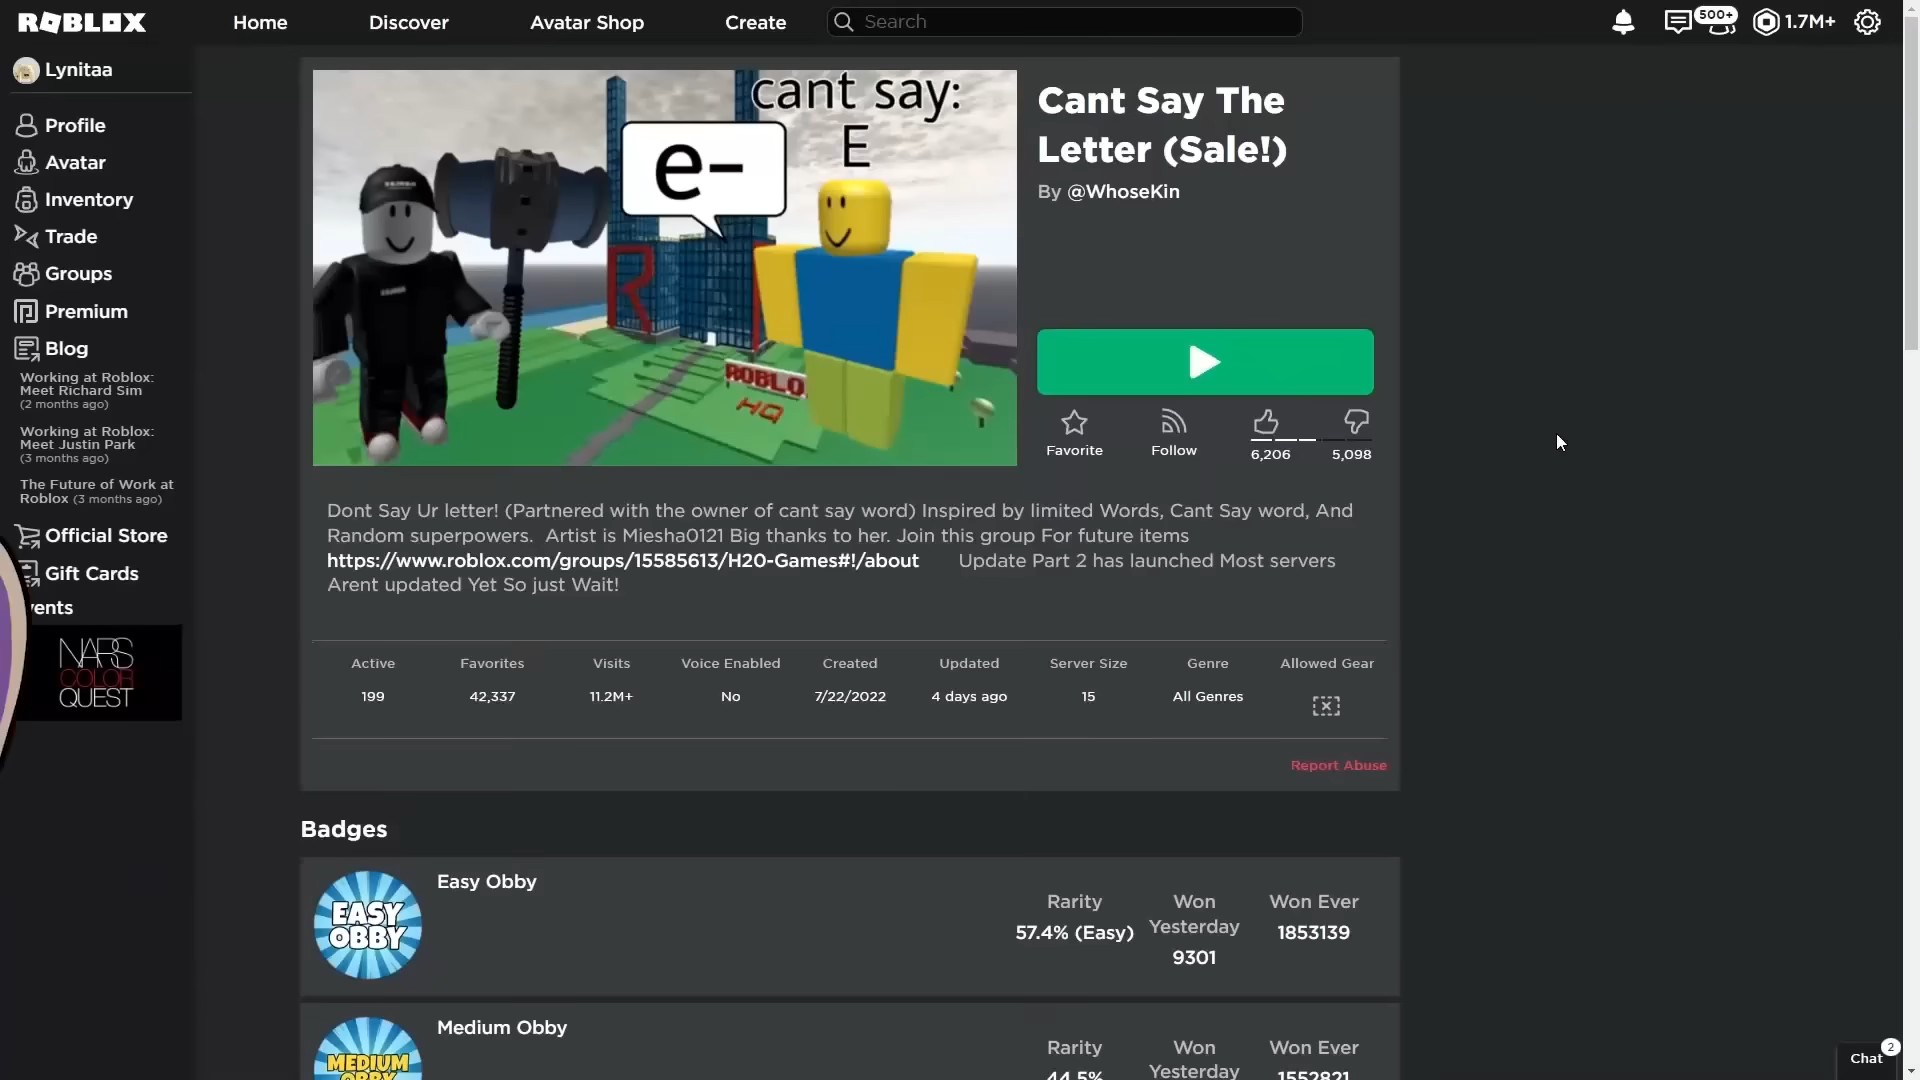 ROBLOX
Home
Discover
Avatar Shop
Create
Search
500+
1.7M+
Lynitaa
Profile
Avatar
Inventory
Trade
Groups
Premium
Blog
Working at Roblox:
Meet Richard Sim
(2 months ago)
Working at Roblox:
Meet Justin Park
(3 months ago)
The Future of Work at
Roblox (3 months ago)
Official Store
Gift Cards
vents
NARS
COLOR
QUEST
cant say:
E
e-
R
ROBLO
HQ
Cant Say The
Letter (Sale!)
By @WhoseKin
Favorite
Follow
6,206
5,098
Dont Say Ur letter! (Partnered with the owner of cant say word) Inspired by limited Words, Cant Say word, And
Random superpowers. Artist is Miesha0121 Big thanks to her. Join this group For future items
https://www.roblox.com/groups/15585613/H20-Games#!/about Update Part 2 has launched Most servers
Arent updated Yet So just Wait!
Active Favorites Visits Voice Enabled Created Updated Server Size Genre Allowed Gear
199 42,337 11.2M+ No 7/22/2022 4 days ago 15 All Genres
Report Abuse
Badges
EASY
OBBY
Easy Obby
Rarity
57.4% (Easy)
Won
Yesterday
9301
Won Ever
1853139
MEDIUM
OBBY
Medium Obby
Rarity
44.5%
Won
Yesterday
Won Ever
1552821
Chat
2